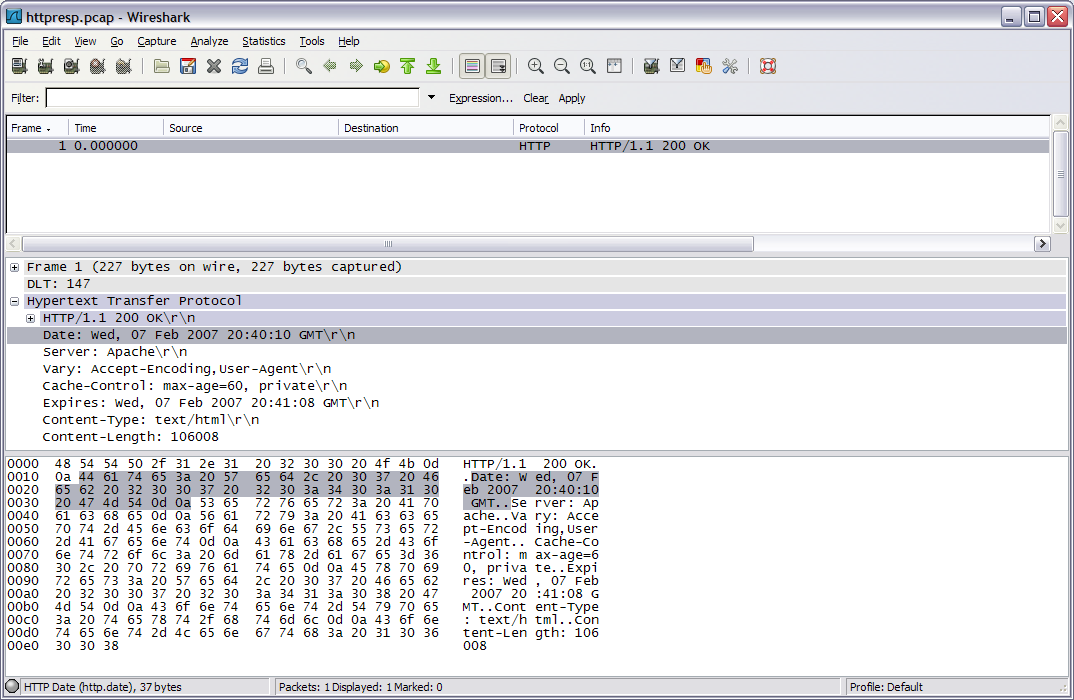 httpresp.pcap - Wireshark
File Edit View Go Capture Analyze Statistics Tools Help
Filter: Expression... Clear Apply
Frame Time Source Destination Protocol Info
1 0.000000 HTTP HTTP/1.1 200 OK
Frame 1 (227 bytes on wire, 227 bytes captured)
DLT: 147
Hypertext Transfer Protocol
HTTP/1.1 200 OK\r\n
Date: Wed, 07 Feb 2007 20:40:10 GMT\r\n
Server: Apache\r\n
Vary: Accept-Encoding,User-Agent\r\n
Cache-Control: max-age=60, private\r\n
Expires: Wed, 07 Feb 2007 20:41:08 GMT\r\n
Content-Type: text/html\r\n
Content-Length: 106008
0000 48 54 54 50 2f 31 2e 31 20 32 30 30 20 4f 4b 0d HTTP/1.1 200 OK.
0010 0a 44 61 74 65 3a 20 57 65 64 2c 20 30 37 20 46 .Date: W ed, 07 F
0020 65 62 20 32 30 30 37 20 32 30 3a 34 30 3a 31 30 eb 2007 20:40:10
0030 20 47 4d 54 0d 0a 53 65 72 76 65 72 3a 20 41 70 GMT..Se rver: Ap
0040 61 63 68 65 0d 0a 56 61 72 79 3a 20 41 63 63 65 ache..Va ry: Acce
0050 70 74 2d 45 6e 63 6f 64 69 6e 67 2c 55 73 65 72 pt-Encod ing,User
0060 2d 41 67 65 6e 74 0d 0a 43 61 63 68 65 2d 43 6f -Agent.. Cache-Co
0070 6e 74 72 6f 6c 3a 20 6d 61 78 2d 61 67 65 3d 36 ntrol: m ax-age=6
0080 30 2c 20 70 72 69 76 61 74 65 0d 0a 45 78 70 69 0, priva te..Expi
0090 72 65 73 3a 20 57 65 64 2c 20 30 37 20 46 65 62 res: Wed , 07 Feb
00a0 20 32 30 30 37 20 32 30 3a 34 31 3a 30 38 20 47 2007 20 :41:08 G
00b0 4d 54 0d 0a 43 6f 6e 74 65 6e 74 2d 54 79 70 65 MT..Cont ent-Type
00c0 3a 20 74 65 78 74 2f 68 74 6d 6c 0d 0a 43 6f 6e : text/h tml..Con
00d0 74 65 6e 74 2d 4c 65 6e 67 74 68 3a 20 31 30 36 tent-Len gth: 106
00e0 30 30 38 008
HTTP Date (http.date), 37 bytes Packets: 1 Displayed: 1 Marked: 0 Profile: Default